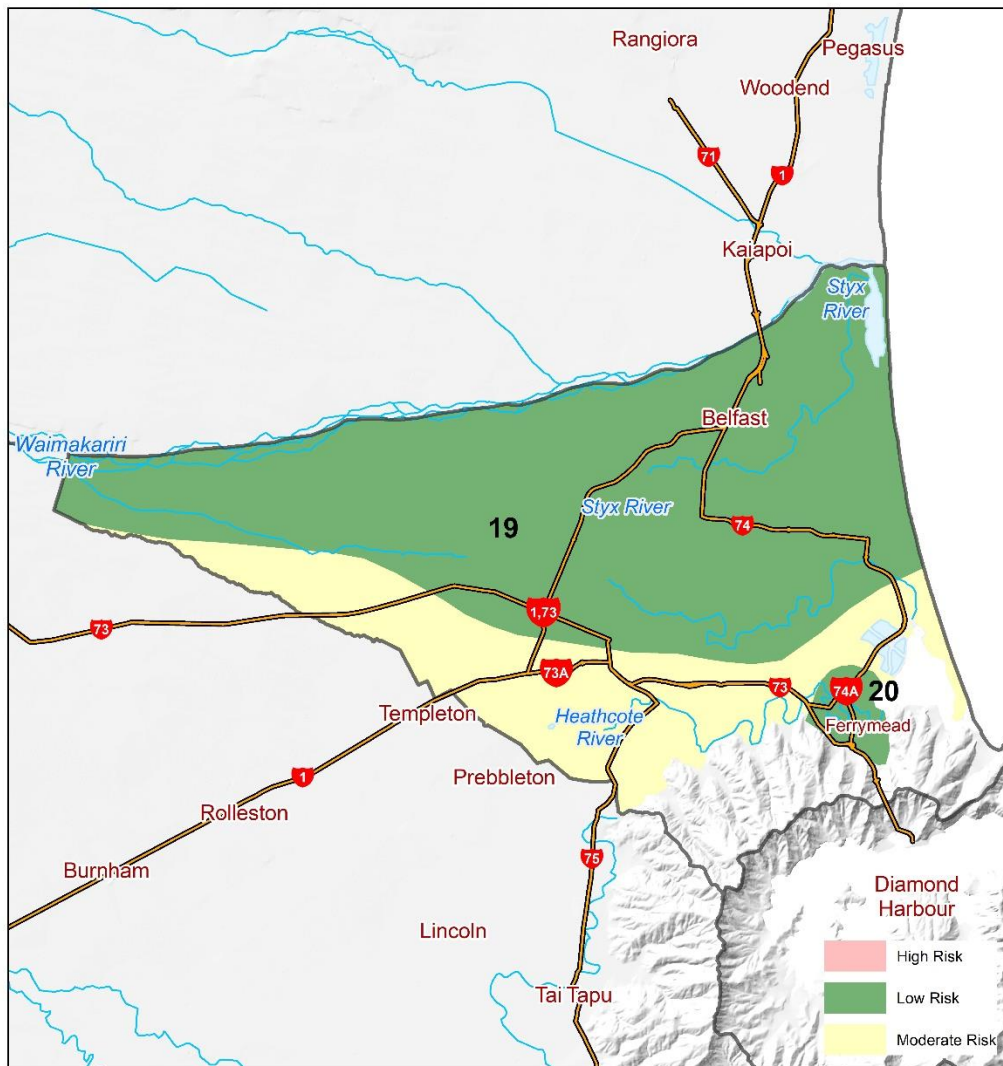 Rangiora
Pegasus
Woodend
71
1
Kaiapoi
Styx
River
Belfast
Waimakariri
River
Styx River
19
74
1,73
73
73A
73
74A
20
Templeton
Heathcote
River
Ferrymead
Prebbleton
1
Rolleston
Burnham
75
Diamond
Harbour
Lincoln
High Risk
Tai Tapu
Low Risk
Moderate Risk